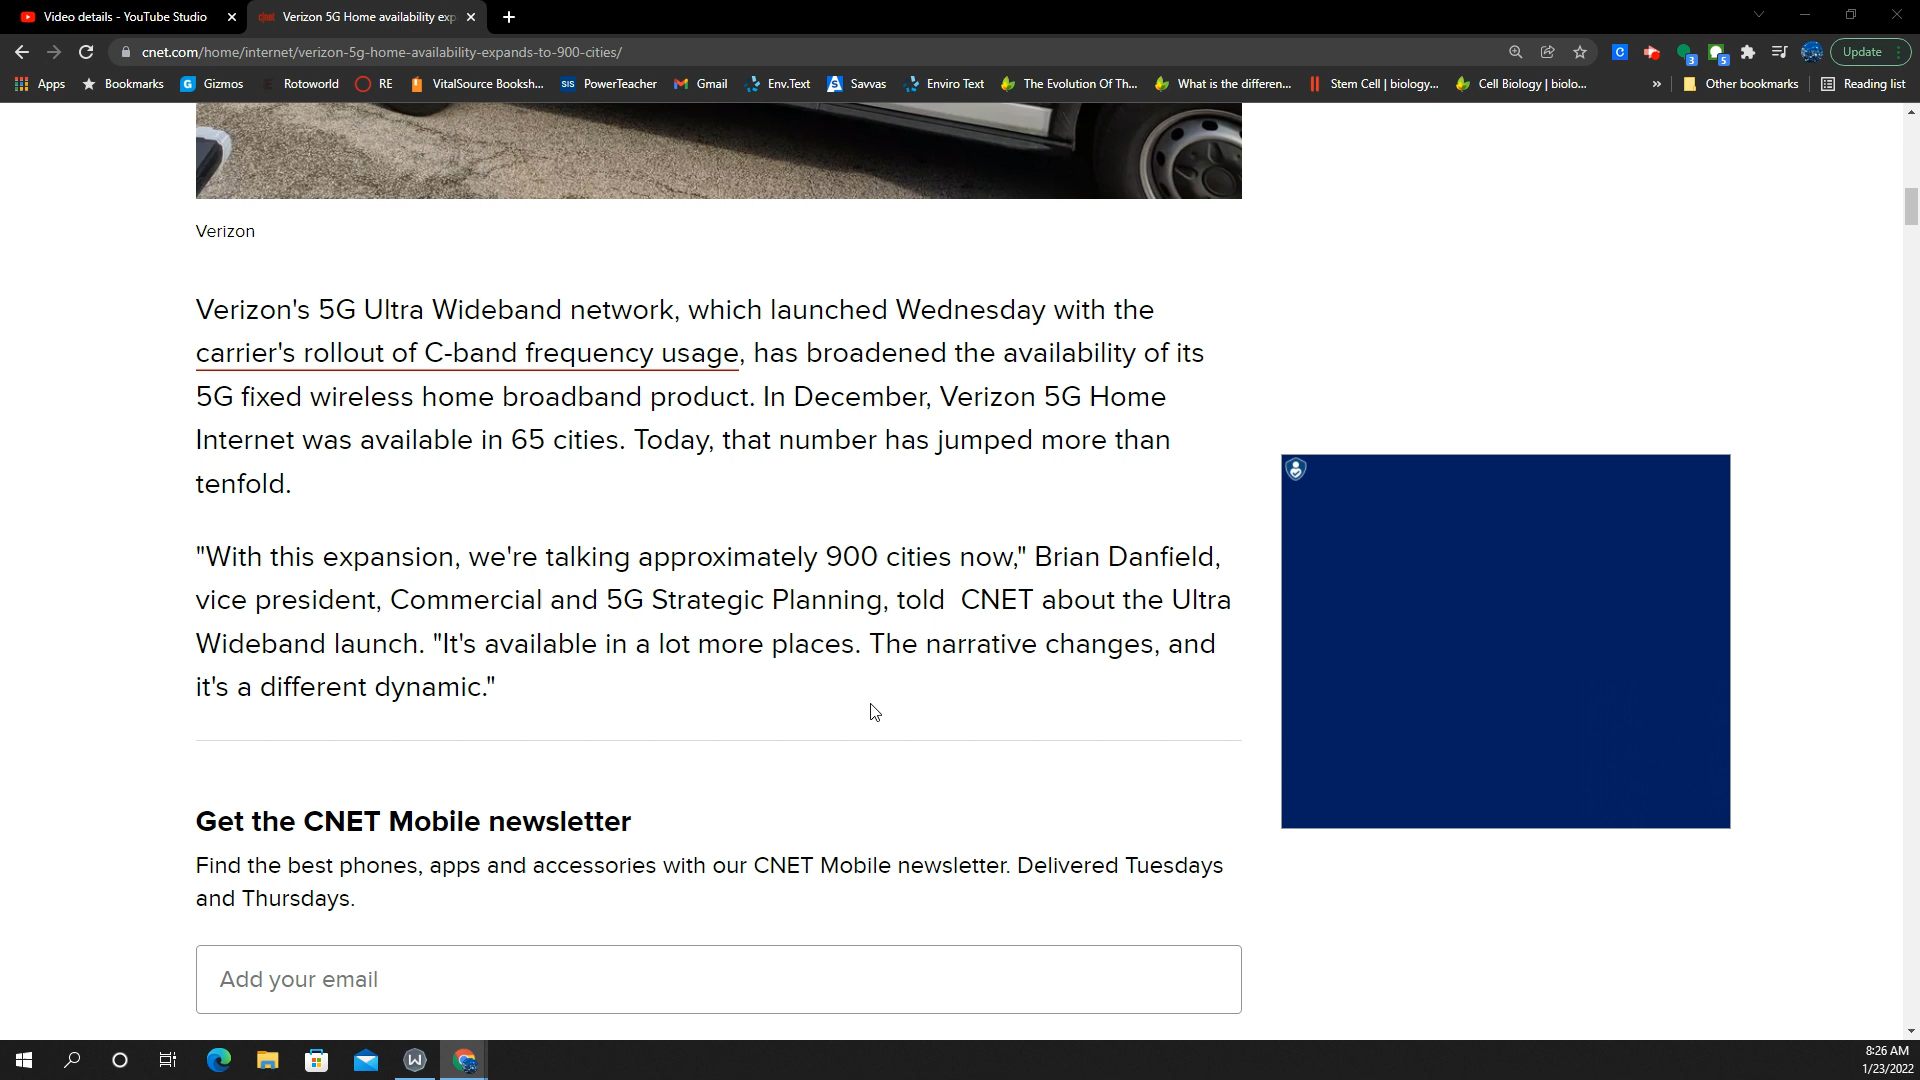 Video details - YouTube Studio
Verizon 5G Home availability exp
cnet.com/home/internet/verizon-5g-home-availability-expands-to-900-cities/
3
5
Update
Apps
Bookmarks
Gizmos
Rotoworld
RE
VitalSource Booksh...
SIS
PowerTeacher
Gmail
Env.Text
Savvas
Enviro Text
The Evolution Of Th...
What is the differen...
Stem Cell | biology...
Cell Biology | biolo...
»
Other bookmarks
Reading list
Verizon
Verizon's 5G Ultra Wideband network, which launched Wednesday with the
carrier's rollout of C-band frequency usage, has broadened the availability of its
5G fixed wireless home broadband product. In December, Verizon 5G Home
Internet was available in 65 cities. Today, that number has jumped more than
tenfold.
"With this expansion, we're talking approximately 900 cities now," Brian Danfield,
vice president, Commercial and 5G Strategic Planning, told CNET about the Ultra
Wideband launch. "It's available in a lot more places. The narrative changes, and
it's a different dynamic."
Get the CNET Mobile newsletter
Find the best phones, apps and accessories with our CNET Mobile newsletter. Delivered Tuesdays
and Thursdays.
Add your email
8:26 AM
1/23/2022